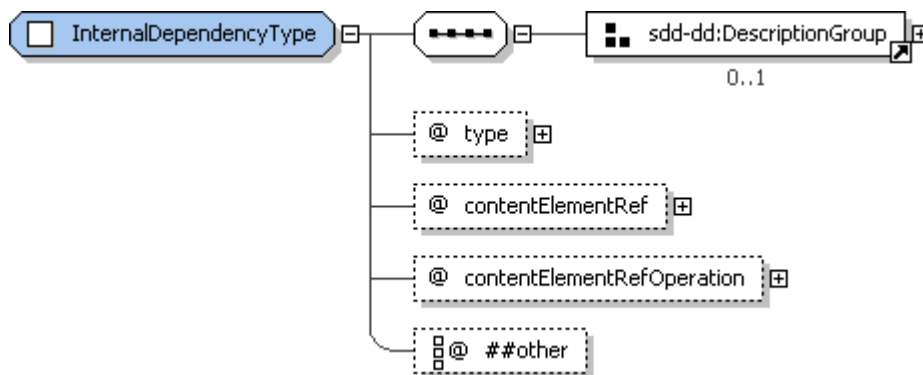 InternalDependencyType
sdd-dd:DescriptionGroup
0..1
@ type
@ contentElementRef
@ contentElementRefOperation
@ ##other